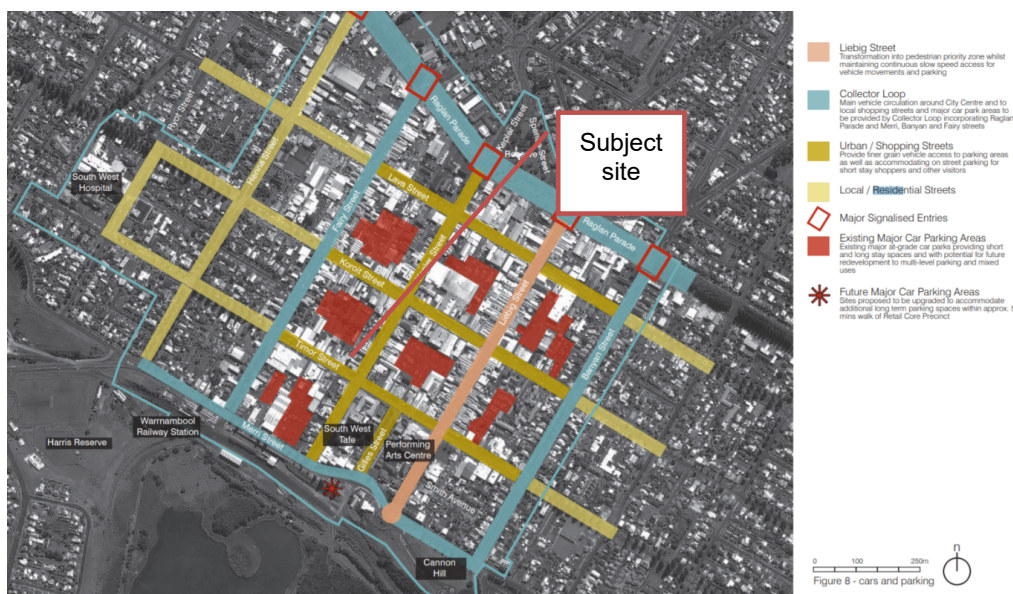 Raglan Parade
Kepler Street
Subject
site
Raglan Parade
South West
Hospital
Lava Street
Fairy Street
Koroit Street
Liebig Street
Timor Street
Banyan Street
Merri Street
Warrnambool
Railway Station
Harris Reserve
South West
Tafe
Giles Street
Performing
Arts Centre
Smith Avenue
Cannon
Hill
Liebig Street
Transformation into pedestrian priority zone whilst
maintaining continuous slow speed access for
vehicle movements and parking
Collector Loop
Main vehicle circulation around City Centre and to
local shopping streets and major car park areas to
be provided by Collector Loop incorporating Raglan
Parade and Merri, Banyan and Fairy streets
Urban / Shopping Streets
Provide finer grain vehicle access to parking areas
as well as accommodating on street parking for
short stay shoppers and other visitors
Local / Residential Streets
Major Signalised Entries
Existing Major Car Parking Areas
Existing major at-grade car parks providing short
and long stay spaces and with potential for future
redevelopment to multi-level parking and mixed
uses
Future Major Car Parking Areas
Sites proposed to be upgraded to accommodate
additional long term parking spaces within approx. 5
mins walk of Retail Core Precinct
n
0 100 250m
Figure 8 - cars and parking